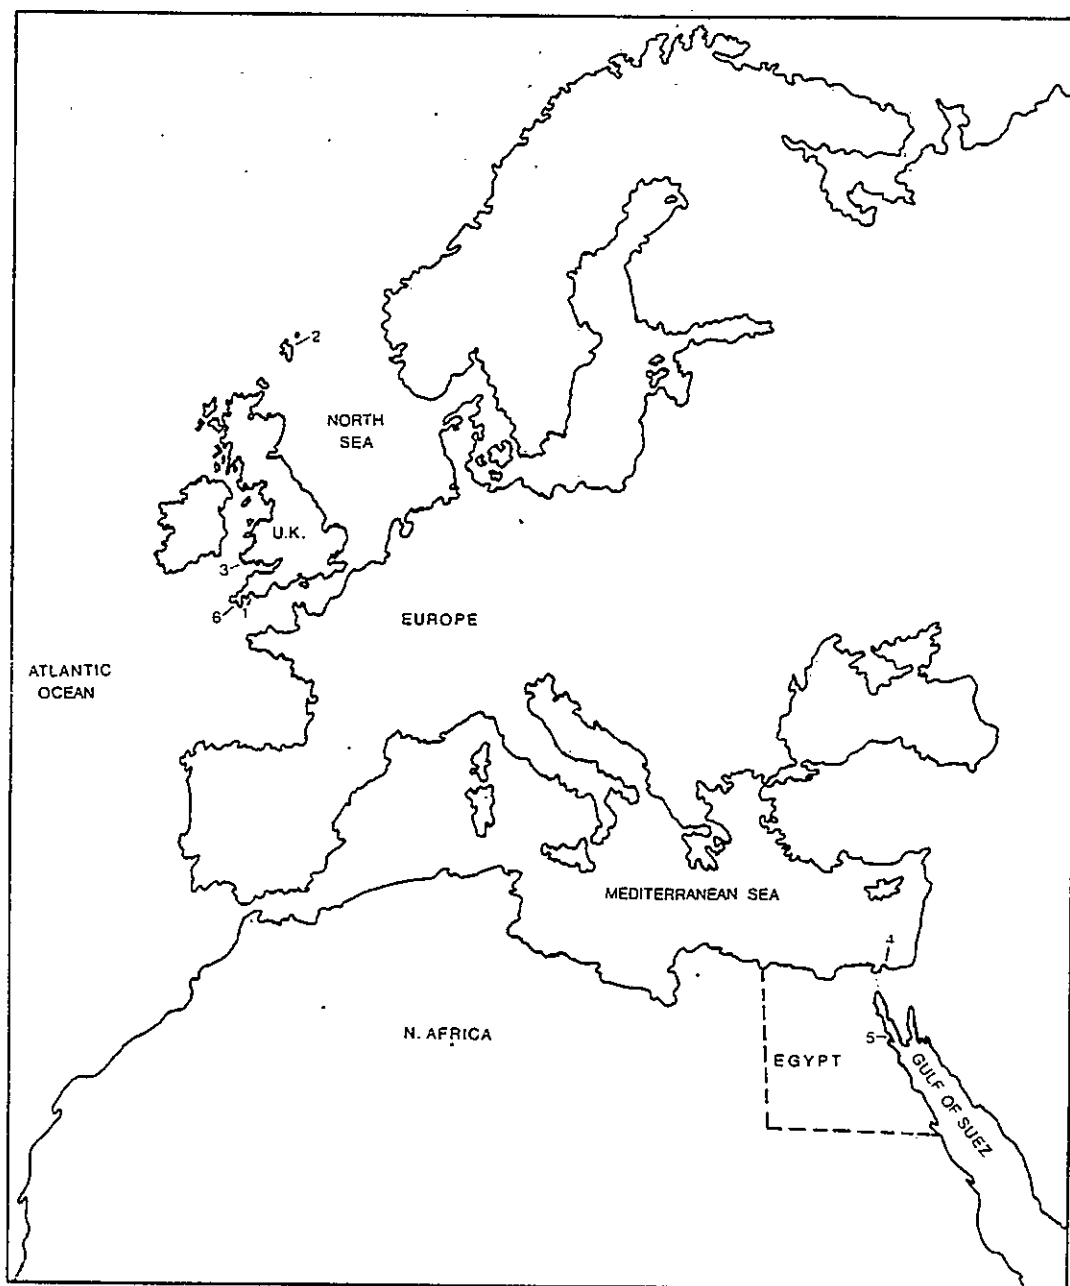 2
NORTH
SEA
U.K.
3
6
1
EUROPE
ATLANTIC
OCEAN
MEDITERRANEAN SEA
4
N. AFRICA
5
EGYPT
GULF OF SUEZ